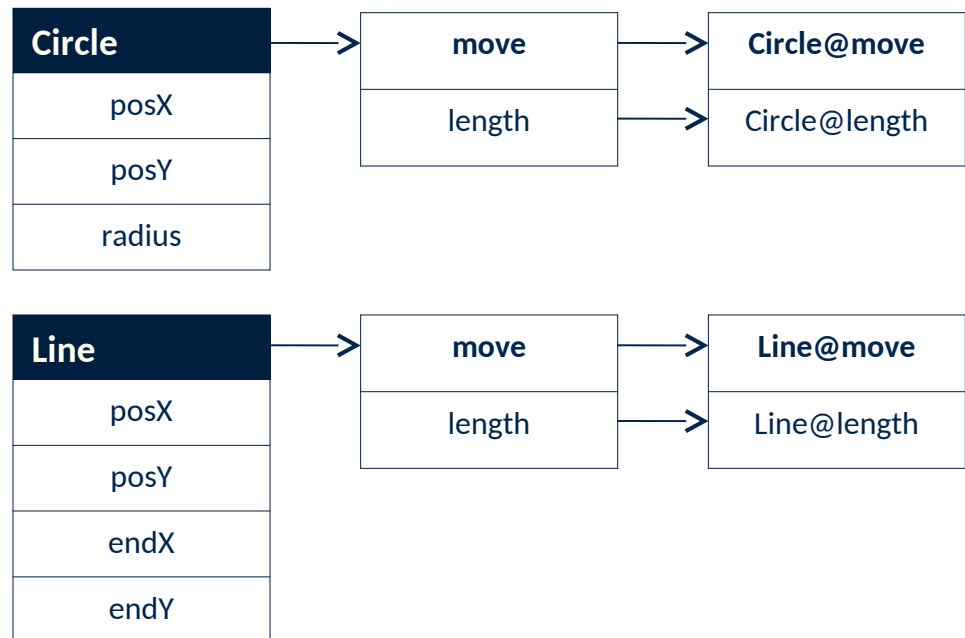 Circle
posX
posY
radius
move
length
Circle@move
Circle@length
Line
posX
posY
endX
endY
move
length
Line@move
Line@length